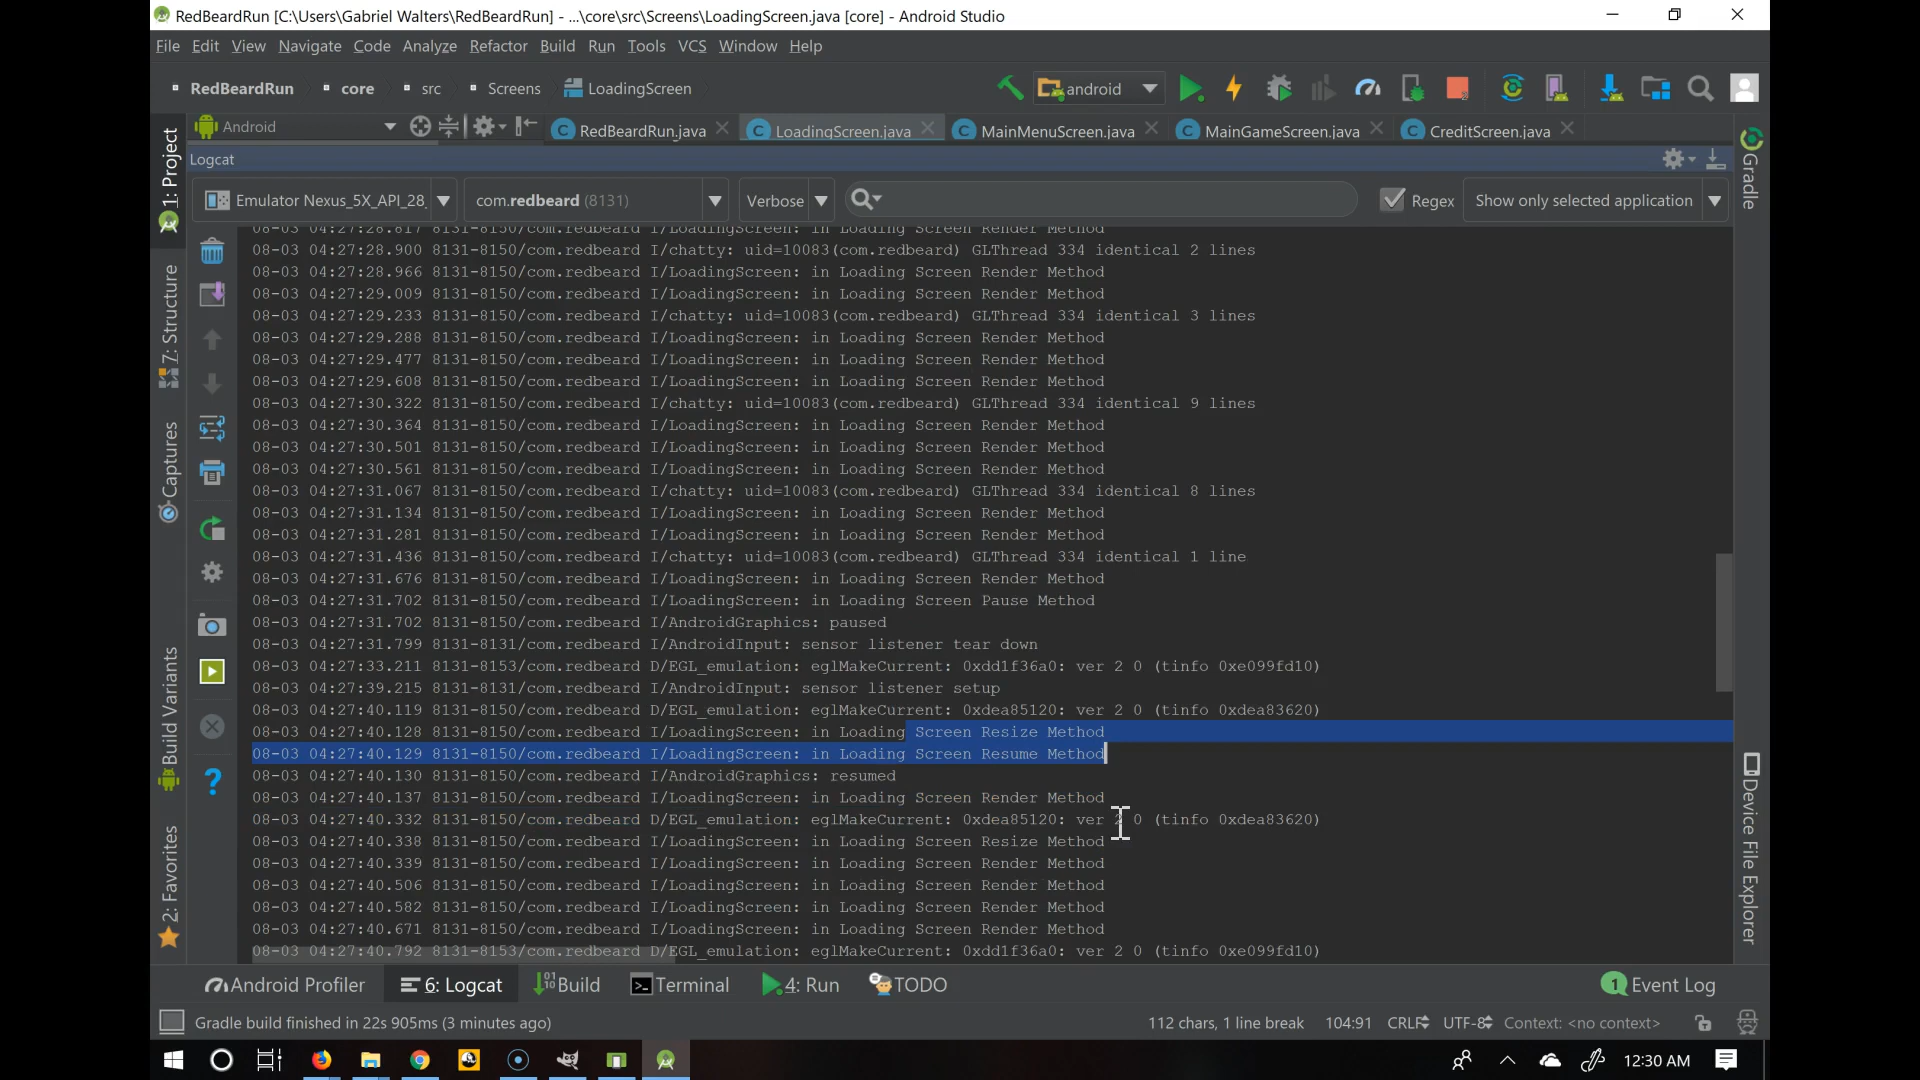 RedBeardRun [C:\Users\Gabriel Walters\RedBeardRun] - ...\core\src\Screens\LoadingScreen.java [core] - Android Studio
File Edit View Navigate Code Analyze Refactor Build Run Tools VCS Window Help
RedBeardRun core src Screens LoadingScreen android
Android RedBeardRun.java LoadingScreen.java MainMenuScreen.java MainGameScreen.java CreditScreen.java
Logcat
Emulator Nexus_5X_API_28 com.redbeard (8131) Verbose Regex Show only selected application
08-03 04:27:28.817 8131-8150/com.redbeard I/LoadingScreen: in Loading Screen Render Method
08-03 04:27:28.900 8131-8150/com.redbeard I/chatty: uid=10083(com.redbeard) GLThread 334 identical 2 lines
08-03 04:27:28.966 8131-8150/com.redbeard I/LoadingScreen: in Loading Screen Render Method
08-03 04:27:29.009 8131-8150/com.redbeard I/LoadingScreen: in Loading Screen Render Method
08-03 04:27:29.233 8131-8150/com.redbeard I/chatty: uid=10083(com.redbeard) GLThread 334 identical 3 lines
08-03 04:27:29.288 8131-8150/com.redbeard I/LoadingScreen: in Loading Screen Render Method
08-03 04:27:29.477 8131-8150/com.redbeard I/LoadingScreen: in Loading Screen Render Method
08-03 04:27:29.608 8131-8150/com.redbeard I/LoadingScreen: in Loading Screen Render Method
08-03 04:27:30.322 8131-8150/com.redbeard I/chatty: uid=10083(com.redbeard) GLThread 334 identical 9 lines
08-03 04:27:30.364 8131-8150/com.redbeard I/LoadingScreen: in Loading Screen Render Method
08-03 04:27:30.501 8131-8150/com.redbeard I/LoadingScreen: in Loading Screen Render Method
08-03 04:27:30.561 8131-8150/com.redbeard I/LoadingScreen: in Loading Screen Render Method
08-03 04:27:31.067 8131-8150/com.redbeard I/chatty: uid=10083(com.redbeard) GLThread 334 identical 8 lines
08-03 04:27:31.134 8131-8150/com.redbeard I/LoadingScreen: in Loading Screen Render Method
08-03 04:27:31.281 8131-8150/com.redbeard I/LoadingScreen: in Loading Screen Render Method
08-03 04:27:31.436 8131-8150/com.redbeard I/chatty: uid=10083(com.redbeard) GLThread 334 identical 1 line
08-03 04:27:31.676 8131-8150/com.redbeard I/LoadingScreen: in Loading Screen Render Method
08-03 04:27:31.702 8131-8150/com.redbeard I/LoadingScreen: in Loading Screen Pause Method
08-03 04:27:31.702 8131-8150/com.redbeard I/AndroidGraphics: paused
08-03 04:27:31.799 8131-8131/com.redbeard I/AndroidInput: sensor listener tear down
08-03 04:27:33.211 8131-8153/com.redbeard D/EGL_emulation: eglMakeCurrent: 0xdd1f36a0: ver 2 0 (tinfo 0xe099fd10)
08-03 04:27:39.215 8131-8131/com.redbeard I/AndroidInput: sensor listener setup
08-03 04:27:40.119 8131-8150/com.redbeard D/EGL_emulation: eglMakeCurrent: 0xdea85120: ver 2 0 (tinfo 0xdea83620)
08-03 04:27:40.128 8131-8150/com.redbeard I/LoadingScreen: in Loading Screen Resize Method
08-03 04:27:40.129 8131-8150/com.redbeard I/LoadingScreen: in Loading Screen Resume Method
08-03 04:27:40.130 8131-8150/com.redbeard I/AndroidGraphics: resumed
08-03 04:27:40.137 8131-8150/com.redbeard I/LoadingScreen: in Loading Screen Render Method
08-03 04:27:40.332 8131-8150/com.redbeard D/EGL_emulation: eglMakeCurrent: 0xdea85120: ver 2 0 (tinfo 0xdea83620)
08-03 04:27:40.338 8131-8150/com.redbeard I/LoadingScreen: in Loading Screen Resize Method
08-03 04:27:40.339 8131-8150/com.redbeard I/LoadingScreen: in Loading Screen Render Method
08-03 04:27:40.506 8131-8150/com.redbeard I/LoadingScreen: in Loading Screen Render Method
08-03 04:27:40.582 8131-8150/com.redbeard I/LoadingScreen: in Loading Screen Render Method
08-03 04:27:40.671 8131-8150/com.redbeard I/LoadingScreen: in Loading Screen Render Method
08-03 04:27:40.792 8131-8153/com.redbeard D/EGL_emulation: eglMakeCurrent: 0xdd1f36a0: ver 2 0 (tinfo 0xe099fd10)
1: Project
7: Structure
Captures
Build Variants
2: Favorites
Gradle
Device File Explorer
Android Profiler 6: Logcat Build Terminal 4: Run TODO 1 Event Log
Gradle build finished in 22s 905ms (3 minutes ago) 112 chars, 1 line break 104:91 CRLF UTF-8 Context: <no context>
12:30 AM